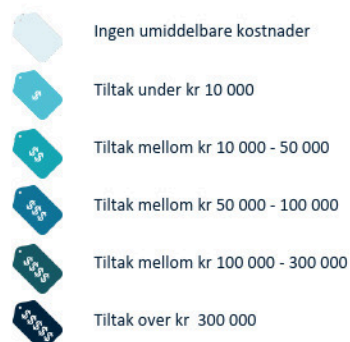 Ingen umiddelbare kostnader
$
Tiltak under kr 10 000
$$
Tiltak mellom kr 10 000 - 50 000
$$$
Tiltak mellom kr 50 000 - 100 000
$$$$
Tiltak mellom kr 100 000 - 300 000
$$$$$
Tiltak over kr  300 000